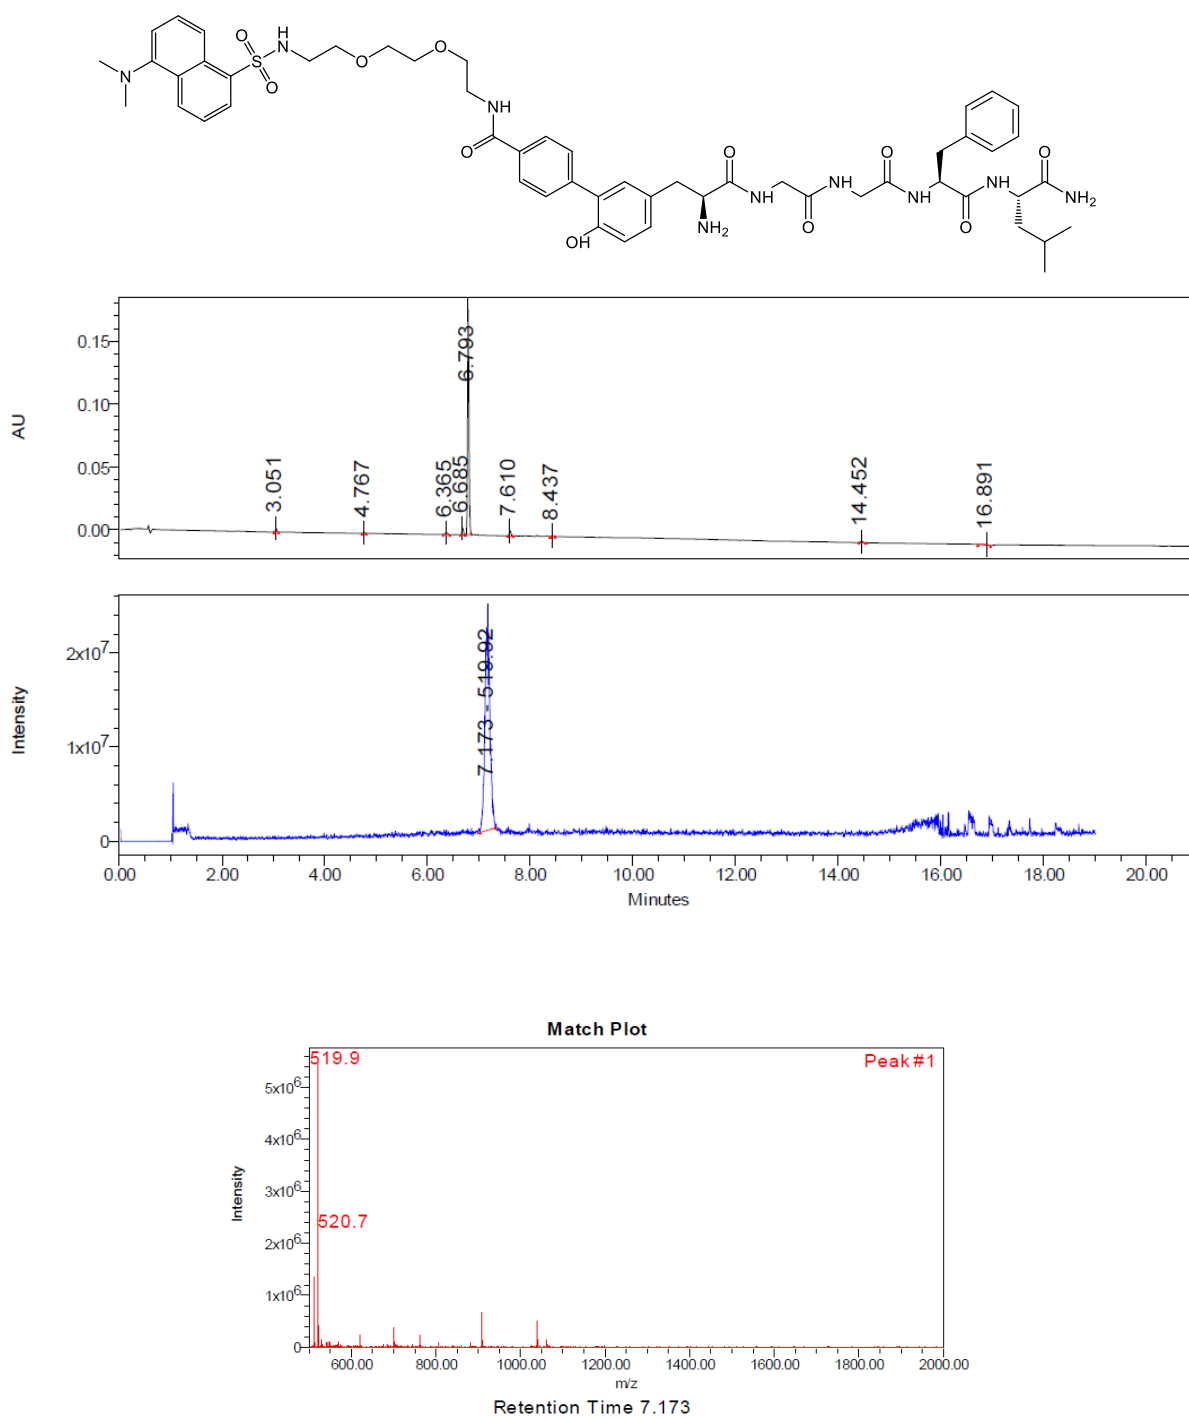 H
O
N
O
S
O
O
N
O
NH
O
O
O
O
O
NH
NH
NH₂
NH
NH
O
O
NH₂
OH
0.15
0.10
0.05
0.00
AU
3.051
4.767
6.365
6.685
6.793
7.610
8.437
14.452
16.891
2x10⁷
1x10⁷
0
Intensity
7.173 - 519.92
0.00 2.00 4.00 6.00 8.00 10.00 12.00 14.00 16.00 18.00 20.00
Minutes
Match Plot
519.9
Peak#1
520.7
5x10⁶
4x10⁶
3x10⁶
2x10⁶
1x10⁶
0
Intensity
600.00 800.00 1000.00 1200.00 1400.00 1600.00 1800.00 2000.00
m/z
Retention Time 7.173